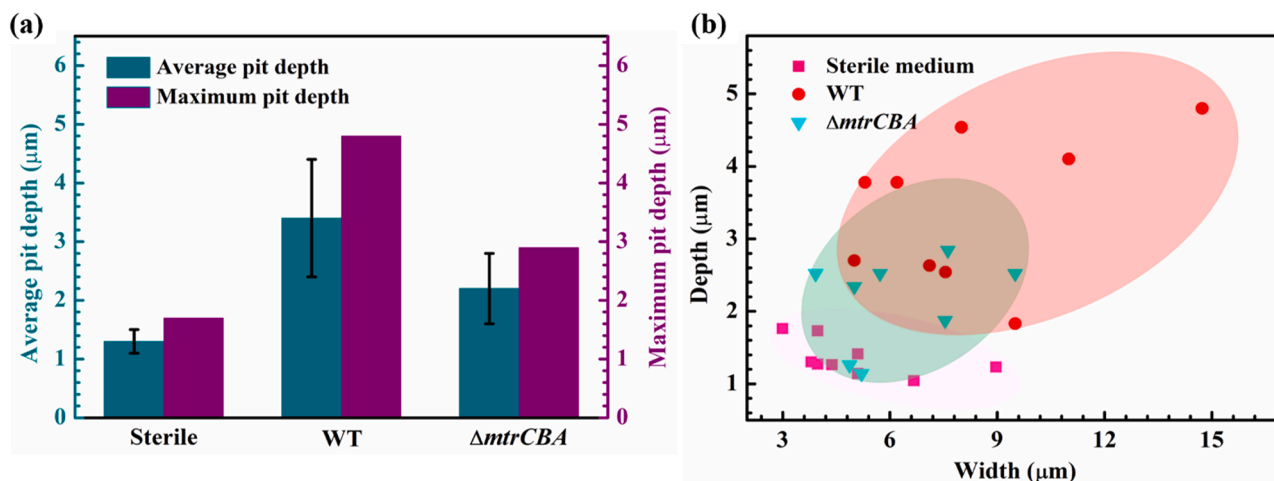 (a)
Average pit depth
Maximum pit depth
Average pit depth (μm)
6
5
4
3
2
1
0
6
5
4
3
2
1
0
Maximum pit depth (μm)
Sterile
WT
ΔmtrCBA
(b)
Sterile medium
WT
ΔmtrCBA
Depth (μm)
5
4
3
2
1
3
6
9
12
15
Width (μm)